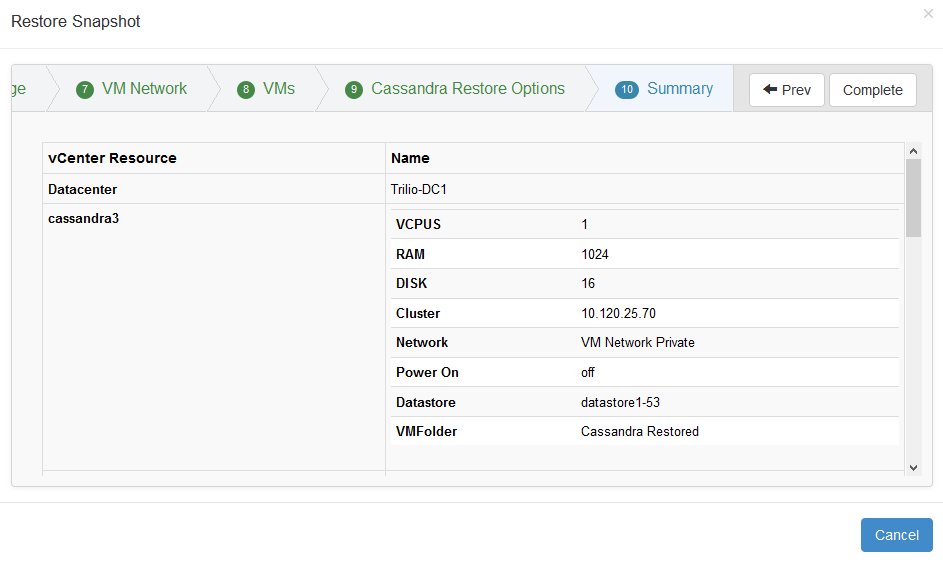 Restore Snapshot
×
ge 7 VM Network 8 VMs 9 Cassandra Restore Options 10 Summary Prev Complete
vCenter Resource Name
Datacenter Trilio-DC1
cassandra3
VCPUS 1
RAM 1024
DISK 16
Cluster 10.120.25.70
Network VM Network Private
Power On off
Datastore datastore1-53
VMFolder Cassandra Restored
Cancel